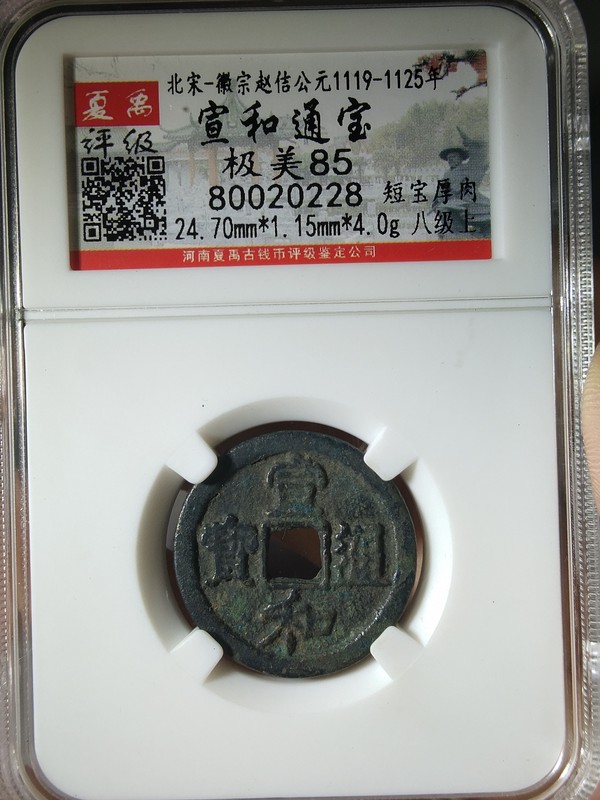 北宋-徽宗赵佶公元1119-1125年
夏禹
评级
宣和通宝
极美85
80020228 短宝厚肉
24.70mm*1.15mm*4.0g 八级上
河南夏禹古钱币评级鉴定公司
宣
寳 通
和